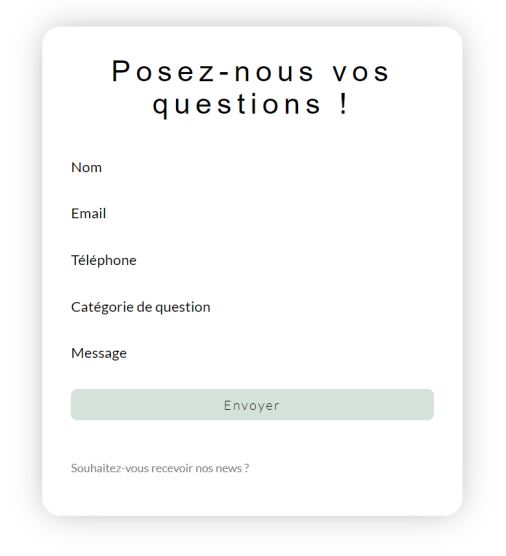 Posez-nous vos
questions !
Nom
Email
Téléphone
Catégorie de question
Message
Envoyer
Souhaitez-vous recevoir nos news ?